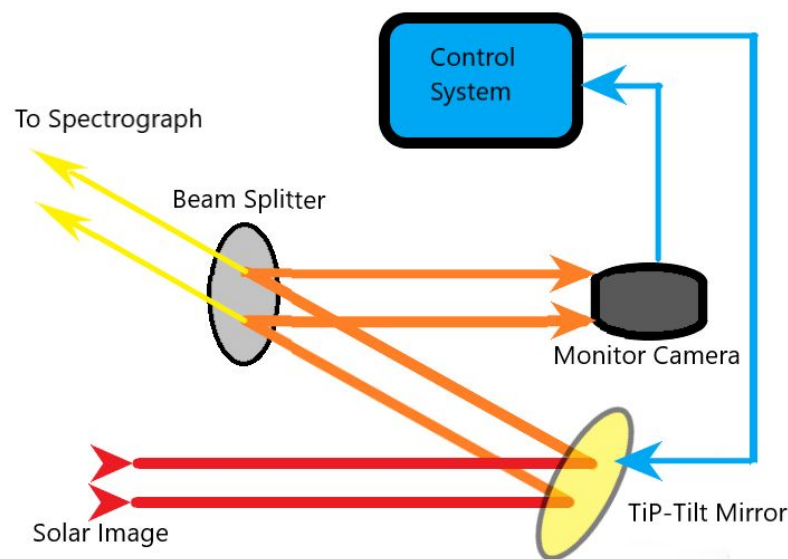 Control
System
To Spectrograph
Beam Splitter
Monitor Camera
TiP-Tilt Mirror
Solar Image